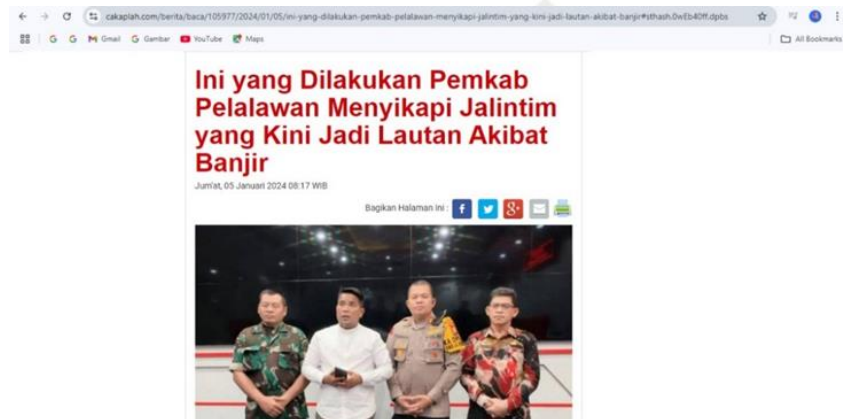 cakaplah.com/berita/baca/105977/2024/01/05/ini-yang-dilakukan-pemkab-pelalawan-menyikapi-jalintim-yang-kini-jadi-lautan-akibat-banjir#sthash.0wEb40ff.dpbs
G G Gmail G Gambar YouTube Maps All Bookmarks
Ini yang Dilakukan Pemkab
Pelalawan Menyikapi Jalintim
yang Kini Jadi Lautan Akibat
Banjir
Jum'at, 05 Januari 2024 08:17 WIB
Bagikan Halaman Ini :